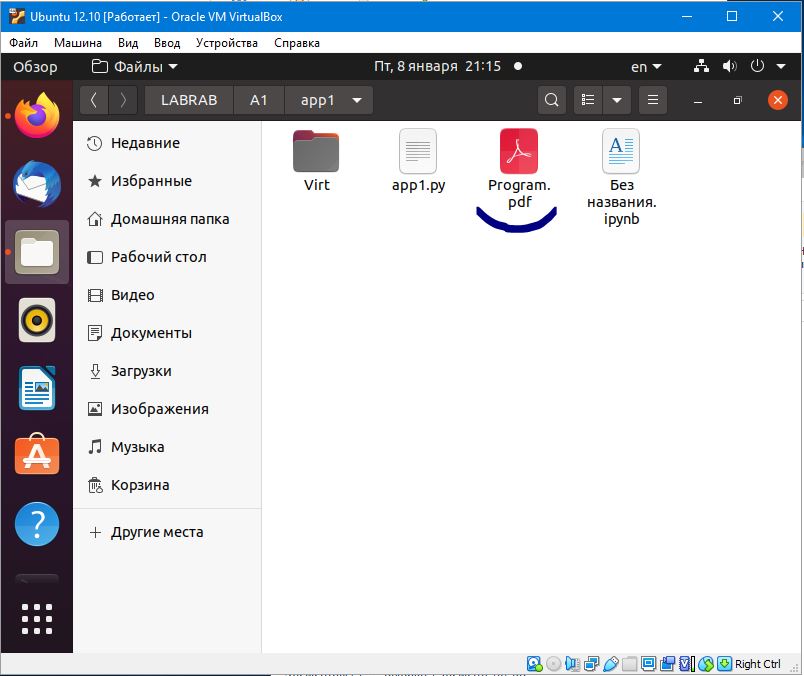 Ubuntu 12.10 [Работает] - Oracle VM VirtualBox
Файл Машина Вид Ввод Устройства Справка
Обзор Файлы Пт, 8 января 21:15 en
LABRAB A1 app1
Недавние
Избранные
Домашняя папка
Рабочий стол
Видео
Документы
Загрузки
Изображения
Музыка
Корзина
Другие места
Virt
app1.py
Program.
pdf
Без
названия.
ipynb
Right Ctrl